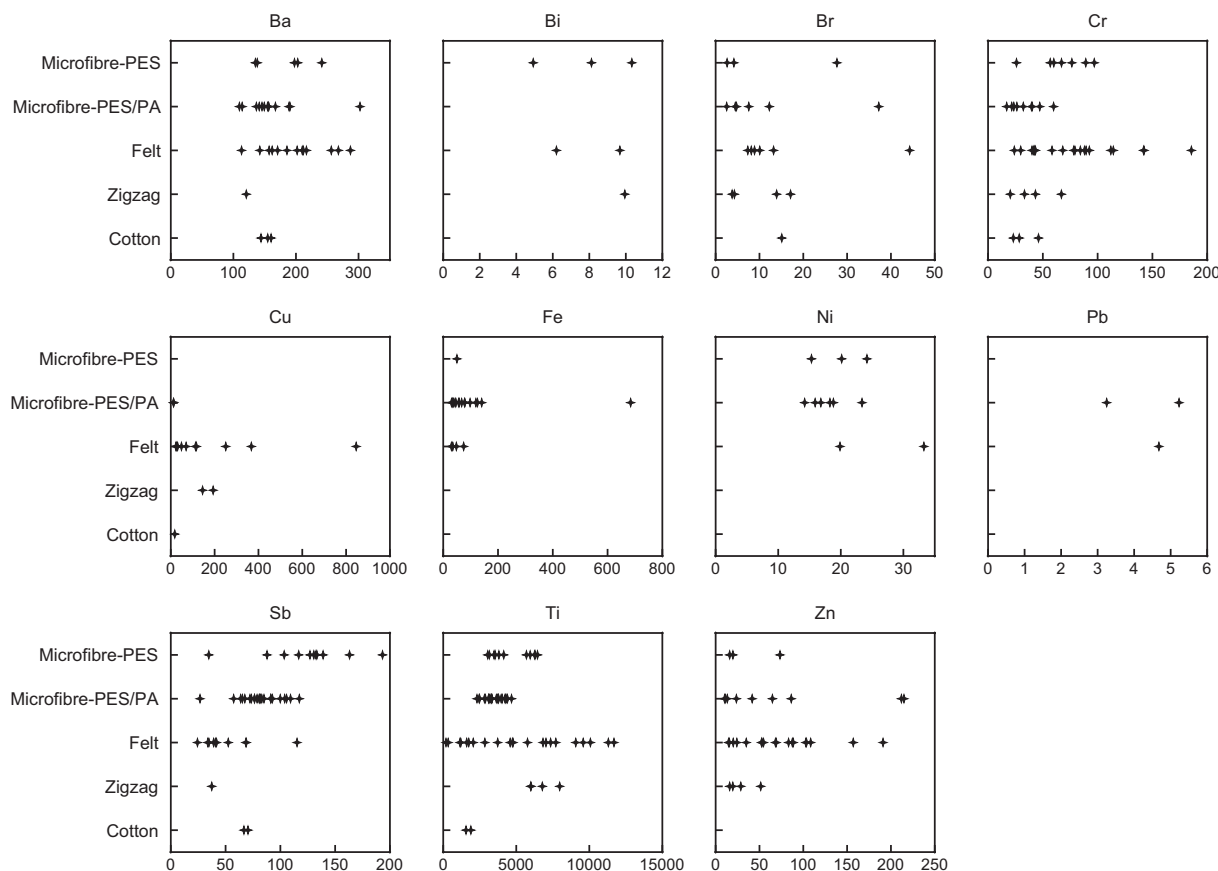 Ba Bi Br Cr
Microfibre-PES
Microfibre-PES/PA
Felt
Zigzag
Cotton
0 100 200 300 0 2 4 6 8 10 12 0 10 20 30 40 50 0 50 100 150 200
Cu Fe Ni Pb
Microfibre-PES
Microfibre-PES/PA
Felt
Zigzag
Cotton
0 200 400 600 800 1000 0 200 400 600 800 0 10 20 30 0 1 2 3 4 5 6
Sb Ti Zn
Microfibre-PES
Microfibre-PES/PA
Felt
Zigzag
Cotton
0 50 100 150 200 0 5000 10000 15000 0 50 100 150 200 250